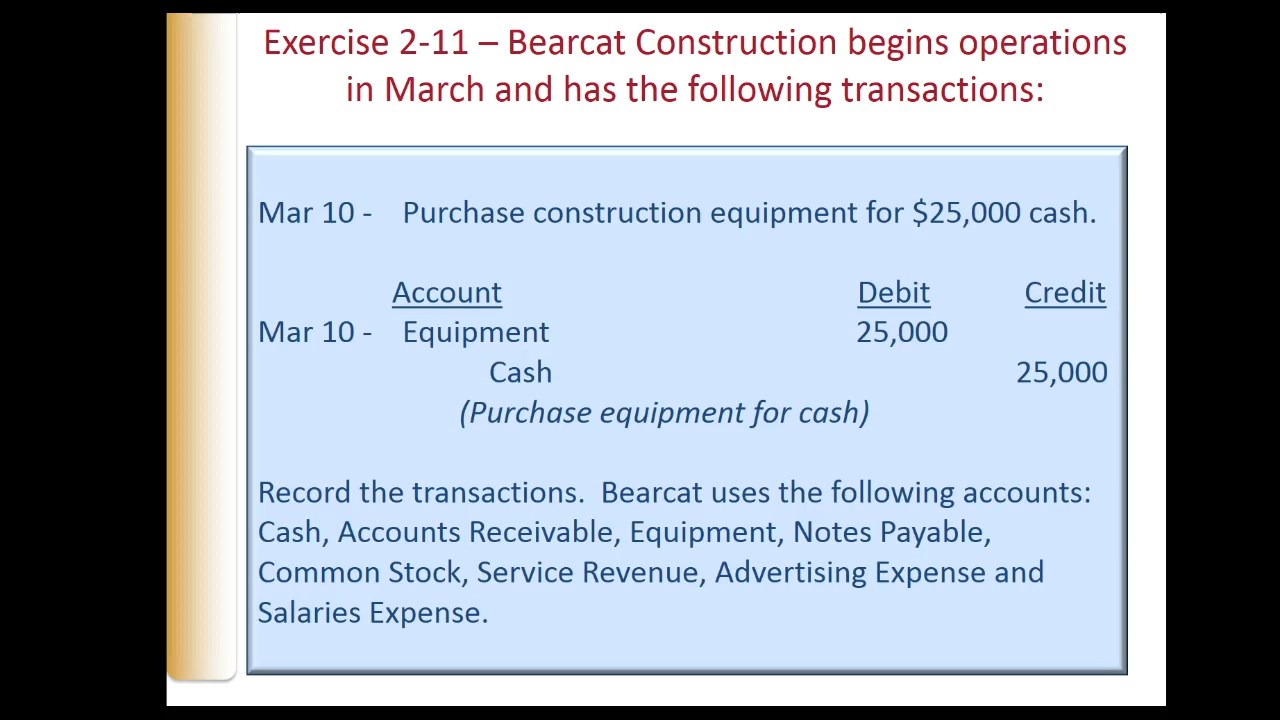 Exercise 2-11 – Bearcat Construction begins operations
in March and has the following transactions:
Mar 10 - Purchase construction equipment for $25,000 cash.
Account Debit Credit
Mar 10 - Equipment 25,000
Cash 25,000
(Purchase equipment for cash)
Record the transactions. Bearcat uses the following accounts:
Cash, Accounts Receivable, Equipment, Notes Payable,
Common Stock, Service Revenue, Advertising Expense and
Salaries Expense.